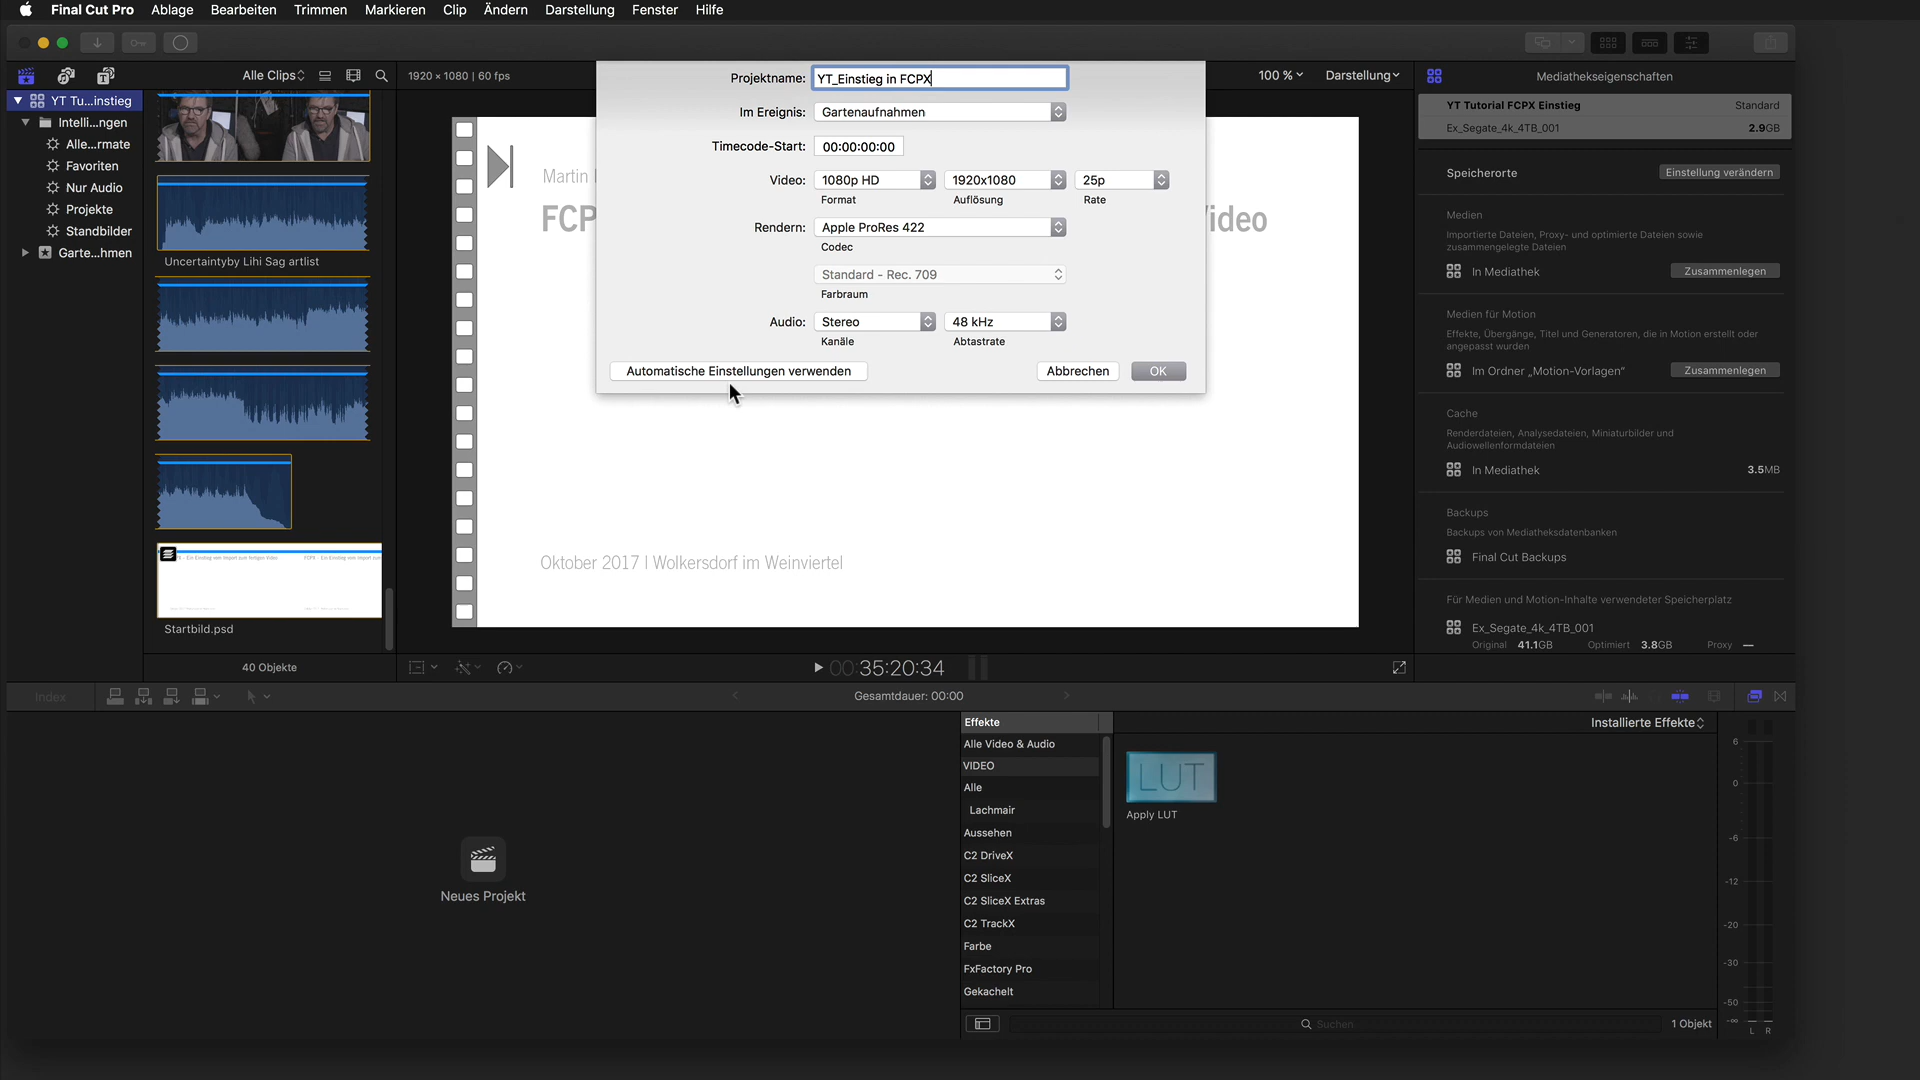 Final Cut Pro Ablage Bearbeiten Trimmen Markieren Clip Ändern Darstellung Fenster Hilfe
Alle Clips
1920 × 1080 | 60 fps
100 % Darstellung
Mediathekseigenschaften
YT Tu...instieg
Intelli...ngen
Alle...rmate
Favoriten
Nur Audio
Projekte
Standbilder
Garte...hmen
Uncertaintyby Lihi Sag artlist
Startbild.psd
40 Objekte
Martin
FCP
ideo
Oktober 2017 | Wolkersdorf im Weinviertel
Projektname: YT_Einstieg in FCPX
Im Ereignis: Gartenaufnahmen
Timecode-Start: 00:00:00:00
Video: 1080p HD 1920x1080 25p
Format Auflösung Rate
Rendern: Apple ProRes 422
Codec
Standard - Rec. 709
Farbraum
Audio: Stereo 48 kHz
Kanäle Abtastrate
Automatische Einstellungen verwenden Abbrechen OK
YT Tutorial FCPX Einstieg Standard
Ex_Segate_4k_4TB_001 2.9GB
Speicherorte Einstellung verändern
Medien
Importierte Dateien, Proxy- und optimierte Dateien sowie
zusammengelegte Dateien
In Mediathek Zusammenlegen
Medien für Motion
Effekte, Übergänge, Titel und Generatoren, die in Motion erstellt oder
angepasst wurden
Im Ordner „Motion-Vorlagen“ Zusammenlegen
Cache
Renderdateien, Analysedateien, Miniaturbilder und
Audiowellenformdateien
In Mediathek 3.5MB
Backups
Backups von Mediatheksdatenbanken
Final Cut Backups
Für Medien und Motion-Inhalte verwendeter Speicherplatz
Ex_Segate_4k_4TB_001
Original 41.1GB Optimiert 3.8GB Proxy —
00:00:35:20:34
Index
Gesamtdauer: 00:00
Neues Projekt
Effekte
Installierte Effekte
Alle Video & Audio
VIDEO
Alle
Lachmair
Aussehen
C2 DriveX
C2 SliceX
C2 SliceX Extras
C2 TrackX
Farbe
FxFactory Pro
Gekachelt
LUT
Apply LUT
Suchen
1 Objekt
6
0
-6
-12
-20
-30
-50
-∞
L R